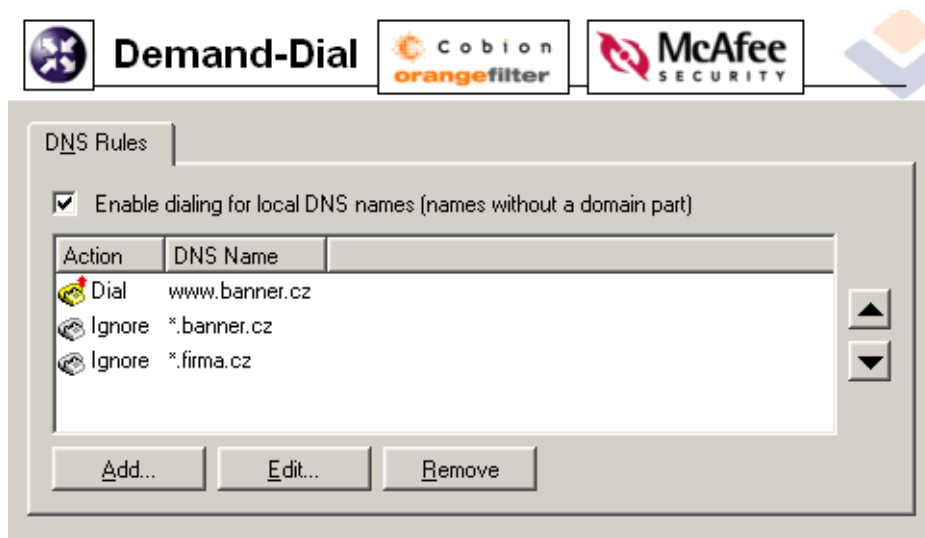 Demand-Dial
Cobion
orangefilter
McAfee
SECURITY
DNS Rules
Enable dialing for local DNS names (names without a domain part)
Action DNS Name
Dial www.banner.cz
Ignore *.banner.cz
Ignore *.firma.cz
Add... Edit... Remove